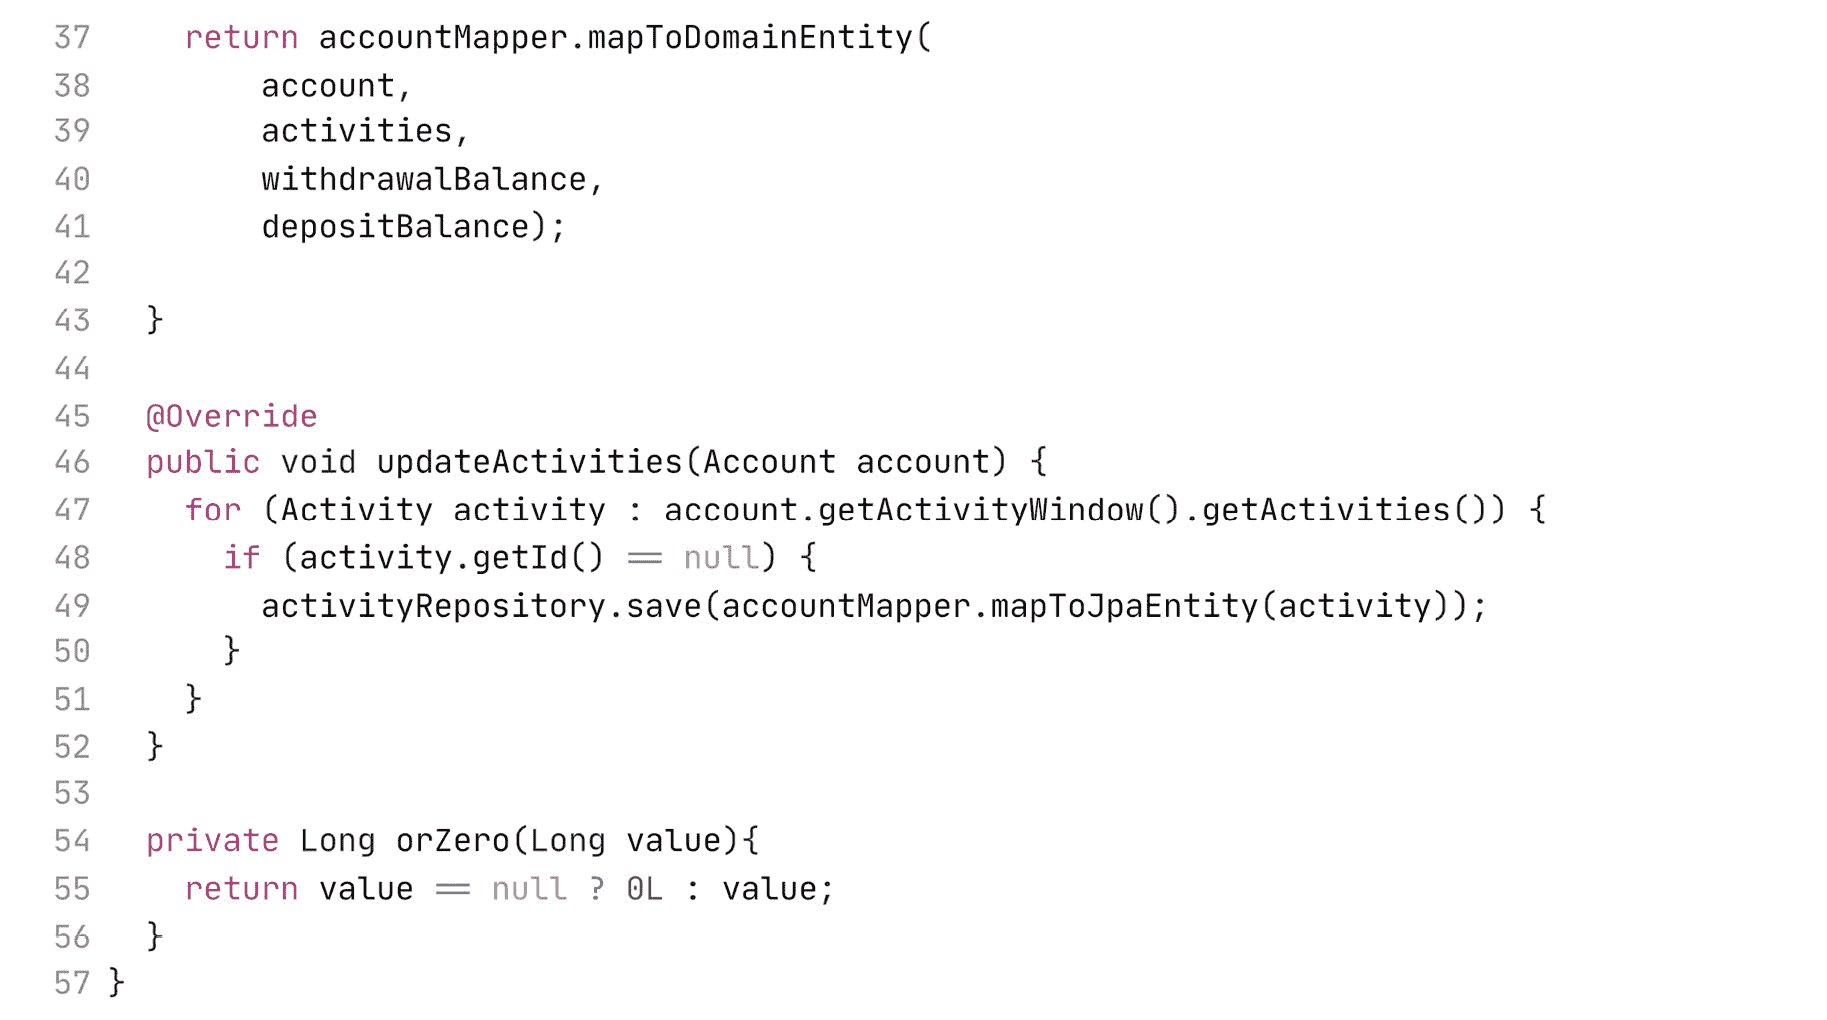 37     return accountMapper.mapToDomainEntity(
38         account,
39         activities,
40         withdrawalBalance,
41         depositBalance);
42
43   }
44
45   @Override
46   public void updateActivities(Account account) {
47     for (Activity activity : account.getActivityWindow().getActivities()) {
48       if (activity.getId() == null) {
49         activityRepository.save(accountMapper.mapToJpaEntity(activity));
50       }
51     }
52   }
53
54   private Long orZero(Long value){
55     return value == null ? 0L : value;
56   }
57 }